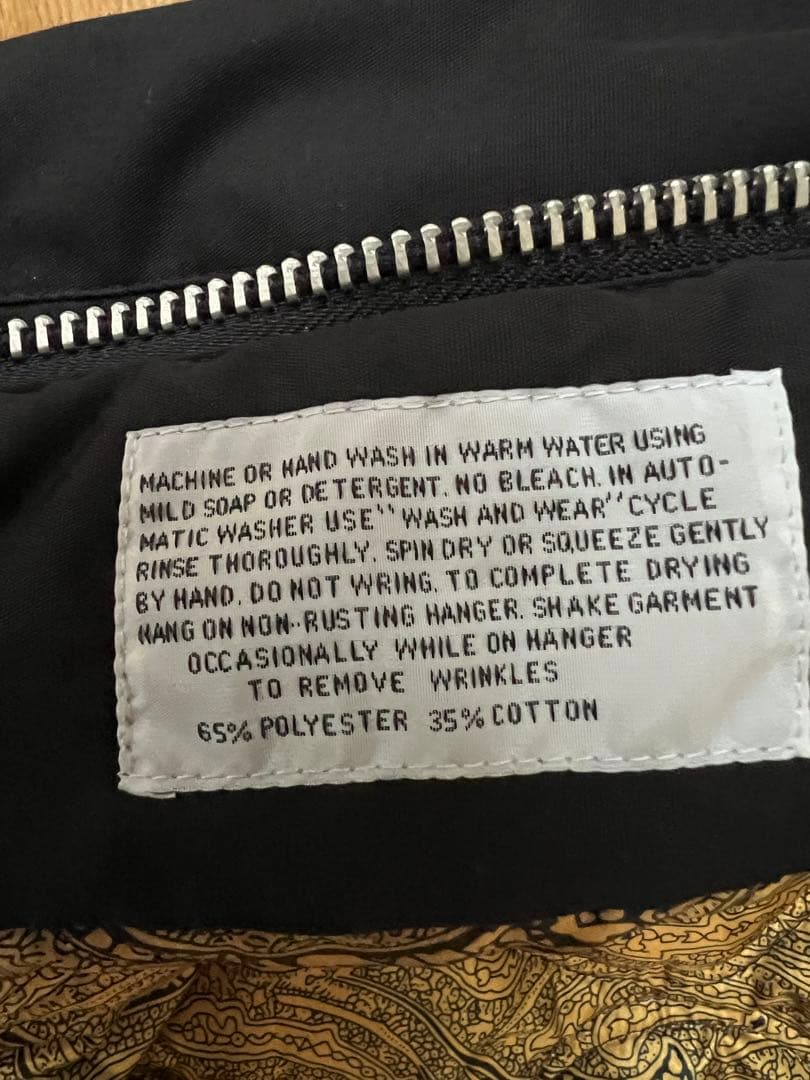 MACHINE OR HAND WASH IN WARM WATER USING
MILD SOAP OR DETERGENT. NO BLEACH. IN AUTO-
MATIC WASHER USE "WASH AND WEAR" CYCLE
RINSE THOROUGHLY. SPIN DRY OR SQUEEZE GENTLY
BY HAND. DO NOT WRING. TO COMPLETE DRYING
HANG ON NON-RUSTING HANGER. SHAKE GARMENT
OCCASIONALLY WHILE ON HANGER
TO REMOVE WRINKLES
65% POLYESTER 35% COTTON